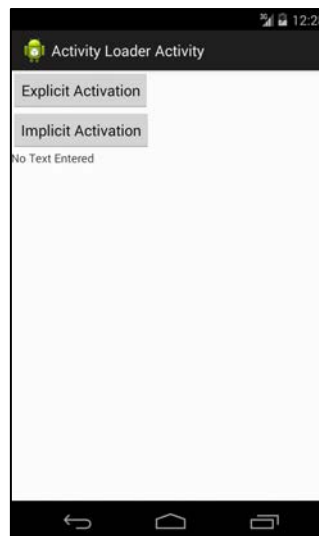 12:2
Activity Loader Activity
Explicit Activation
Implicit Activation
No Text Entered